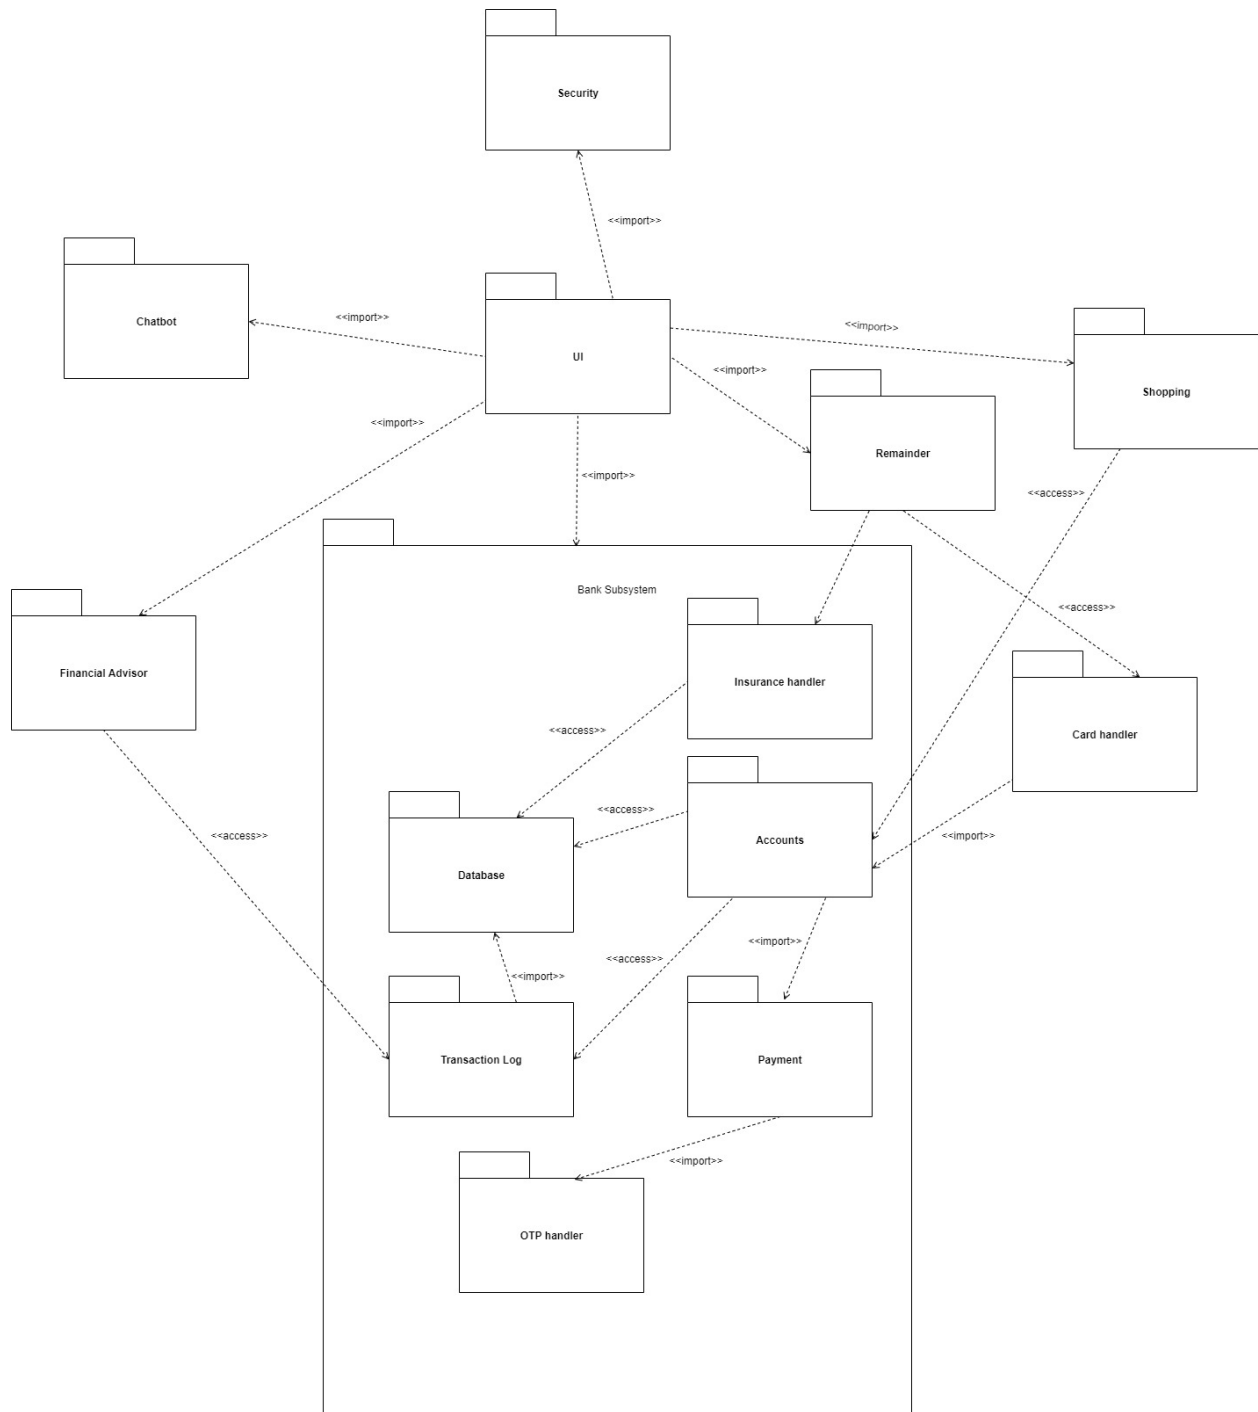 Security
<<import>>
Chatbot
<<import>>
UI
<<import>>
<<import>>
Shopping
<<import>>
Remainder
<<import>>
<<access>>
Bank Subsystem
<<access>>
Financial Advisor
Insurance handler
Card handler
<<access>>
<<access>>
<<access>>
<<import>>
Accounts
Database
<<import>>
<<access>>
<<import>>
Transaction Log
Payment
<<import>>
OTP handler